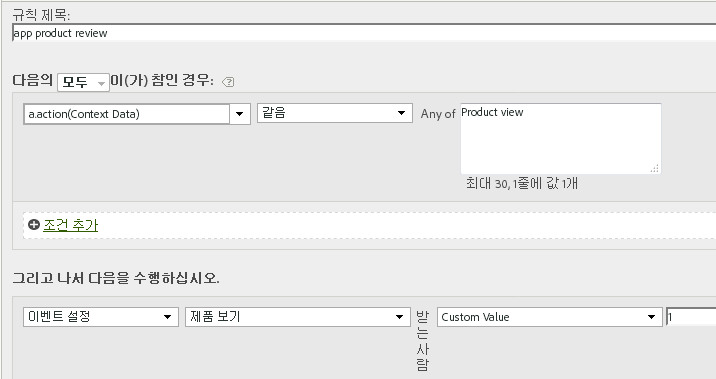 규칙 제목:
app product review
다음의 모두 이(가) 참인 경우:
a.action(Context Data) 같음 Any of Product view
최대 30, 1줄에 값 1개
조건 추가
그리고 나서 다음을 수행하십시오.
이벤트 설정 제품 보기 받는사람 Custom Value 1